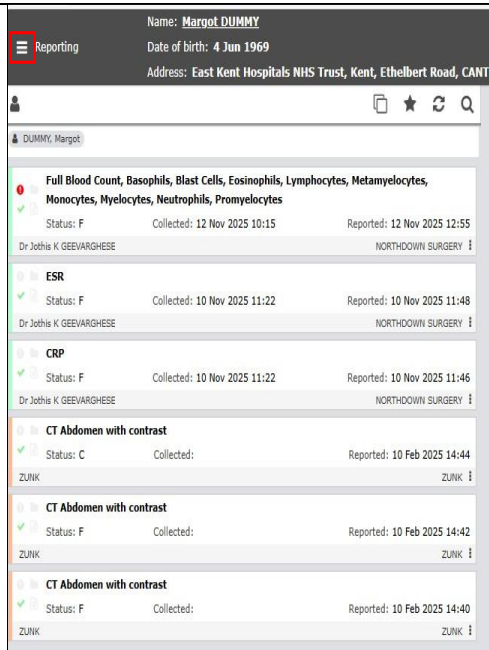 Name: Margot DUMMY
Reporting
Date of birth: 4 Jun 1969
Address: East Kent Hospitals NHS Trust, Kent, Ethelbert Road, CANT
DUMMY, Margot
Full Blood Count, Basophils, Blast Cells, Eosinophils, Lymphocytes, Metamyelocytes,
Monocytes, Myelocytes, Neutrophils, Promyelocytes
Status: F Collected: 12 Nov 2025 10:15 Reported: 12 Nov 2025 12:55
Dr Jothis K GEEVARGHESE NORTHDOWN SURGERY
ESR
Status: F Collected: 10 Nov 2025 11:22 Reported: 10 Nov 2025 11:48
Dr Jothis K GEEVARGHESE NORTHDOWN SURGERY
CRP
Status: F Collected: 10 Nov 2025 11:22 Reported: 10 Nov 2025 11:46
Dr Jothis K GEEVARGHESE NORTHDOWN SURGERY
CT Abdomen with contrast
Status: C Collected: Reported: 10 Feb 2025 14:44
ZUNK ZUNK
CT Abdomen with contrast
Status: F Collected: Reported: 10 Feb 2025 14:42
ZUNK ZUNK
CT Abdomen with contrast
Status: F Collected: Reported: 10 Feb 2025 14:40
ZUNK ZUNK